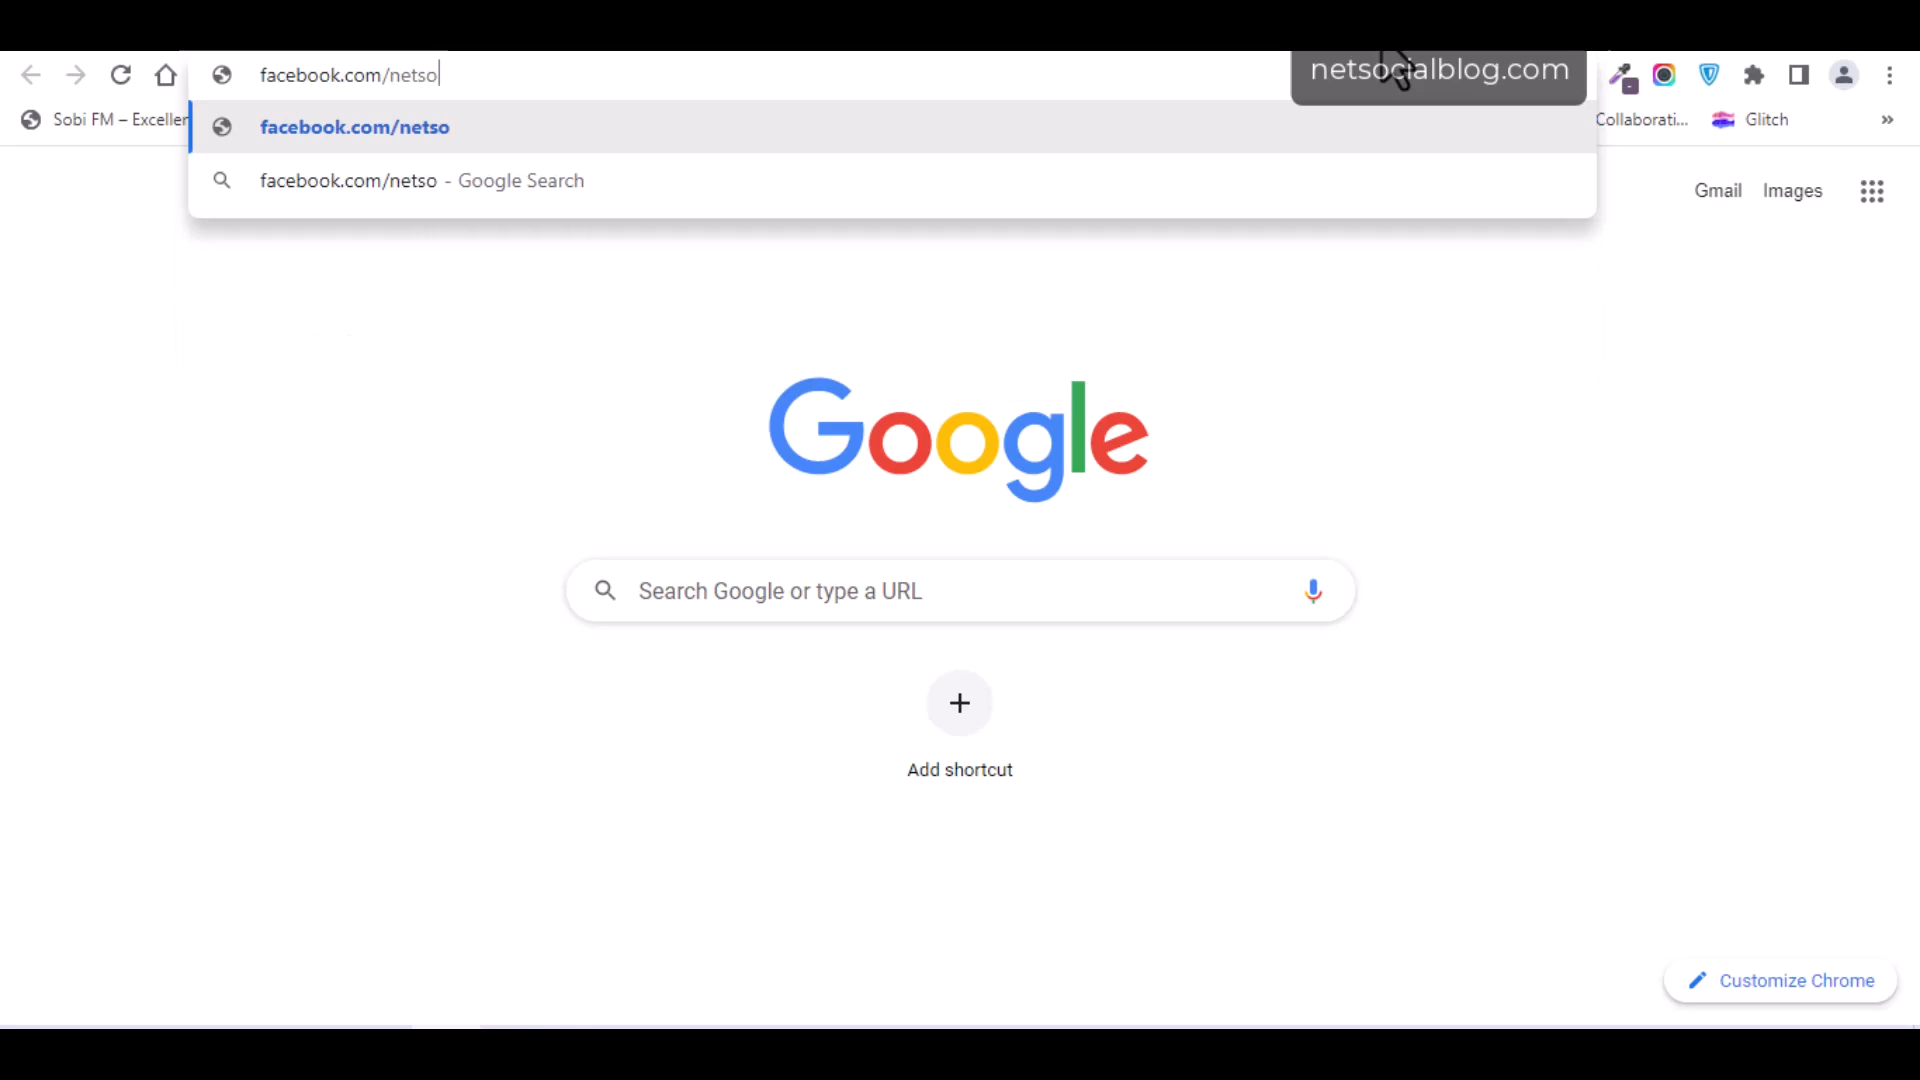 facebook.com/netso
netsocialblog.com
Sobi FM – Exceller
facebook.com/netso
Collaborati...
Glitch
»
facebook.com/netso - Google Search
Gmail
Images
Google
Search Google or type a URL
Add shortcut
Customize Chrome